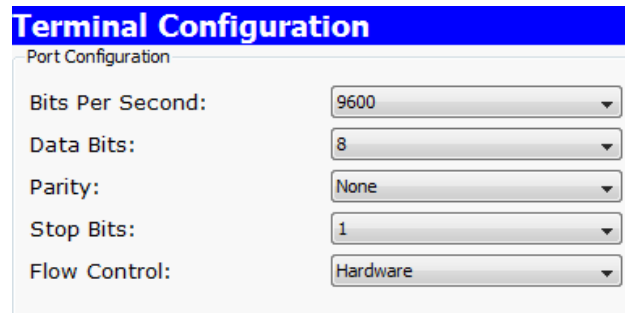 Terminal Configuration
Port Configuration
Bits Per Second: 9600
Data Bits: 8
Parity: None
Stop Bits: 1
Flow Control: Hardware